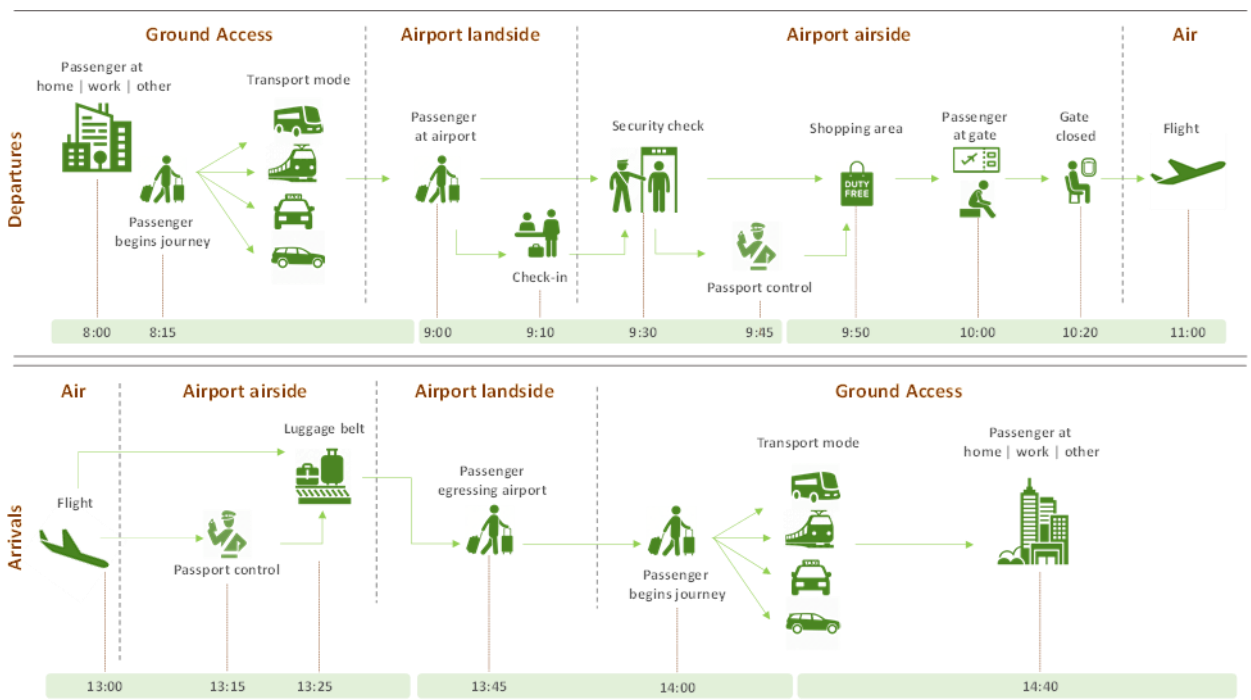 Ground Access
Airport landside
Airport airside
Air
Departures
Passenger at
home | work | other
Transport mode
Passenger
begins journey
Passenger
at airport
Check-in
Security check
Passport control
Shopping area
DUTY
FREE
Passenger
at gate
Gate
closed
Flight
8:00
8:15
9:00
9:10
9:30
9:45
9:50
10:00
10:20
11:00
Air
Airport airside
Airport landside
Ground Access
Arrivals
Flight
Passport control
Luggage belt
Passenger
egressing airport
Passenger
begins journey
Transport mode
Passenger at
home | work | other
13:00
13:15
13:25
13:45
14:00
14:40